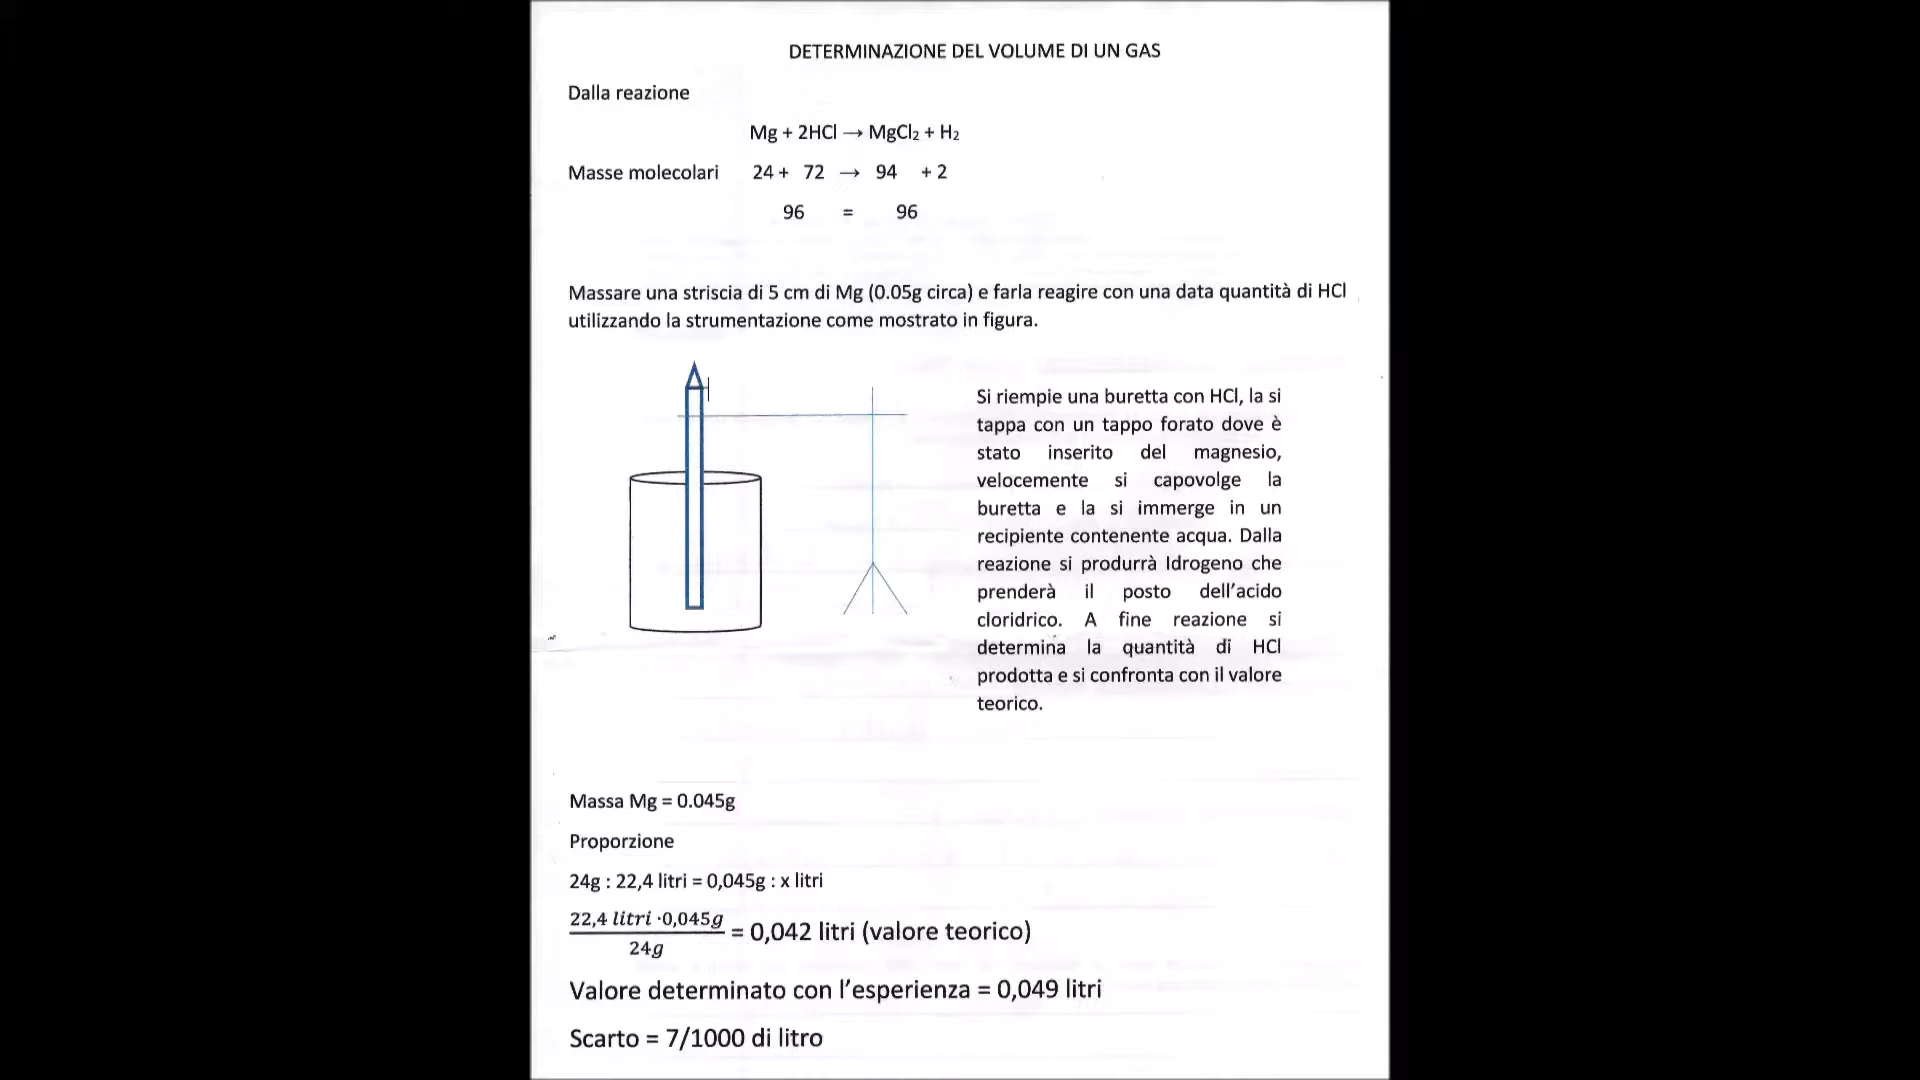 DETERMINAZIONE DEL VOLUME DI UN GAS
Dalla reazione
Mg + 2HCl → MgCl₂ + H₂
Masse molecolari 24 + 72 → 94 + 2
96 = 96
Massare una striscia di 5 cm di Mg (0.05g circa) e farla reagire con una data quantità di HCl
utilizzando la strumentazione come mostrato in figura.
Si riempie una buretta con HCl, la si
tappa con un tappo forato dove è
stato inserito del magnesio,
velocemente si capovolge la
buretta e la si immerge in un
recipiente contenente acqua. Dalla
reazione si produrrà Idrogeno che
prenderà il posto dell'acido
cloridrico. A fine reazione si
determina la quantità di HCl
prodotta e si confronta con il valore
teorico.
Massa Mg = 0.045g
Proporzione
24g : 22,4 litri = 0,045g : x litri
22,4 litri ·0,045g
24g
= 0,042 litri (valore teorico)
Valore determinato con l'esperienza = 0,049 litri
Scarto = 7/1000 di litro